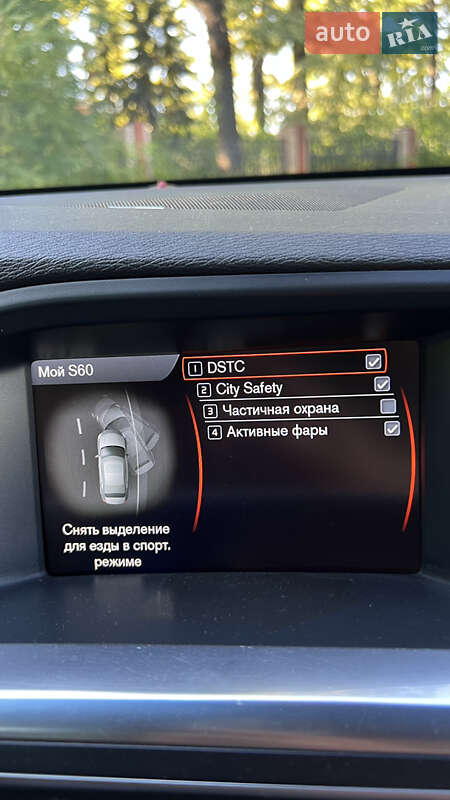 auto RIA
.com
Мой S60
1 DSTC
2 City Safety
3 Частичная охрана
4 Активные фары
Снять выделение
для езды в спорт.
режиме